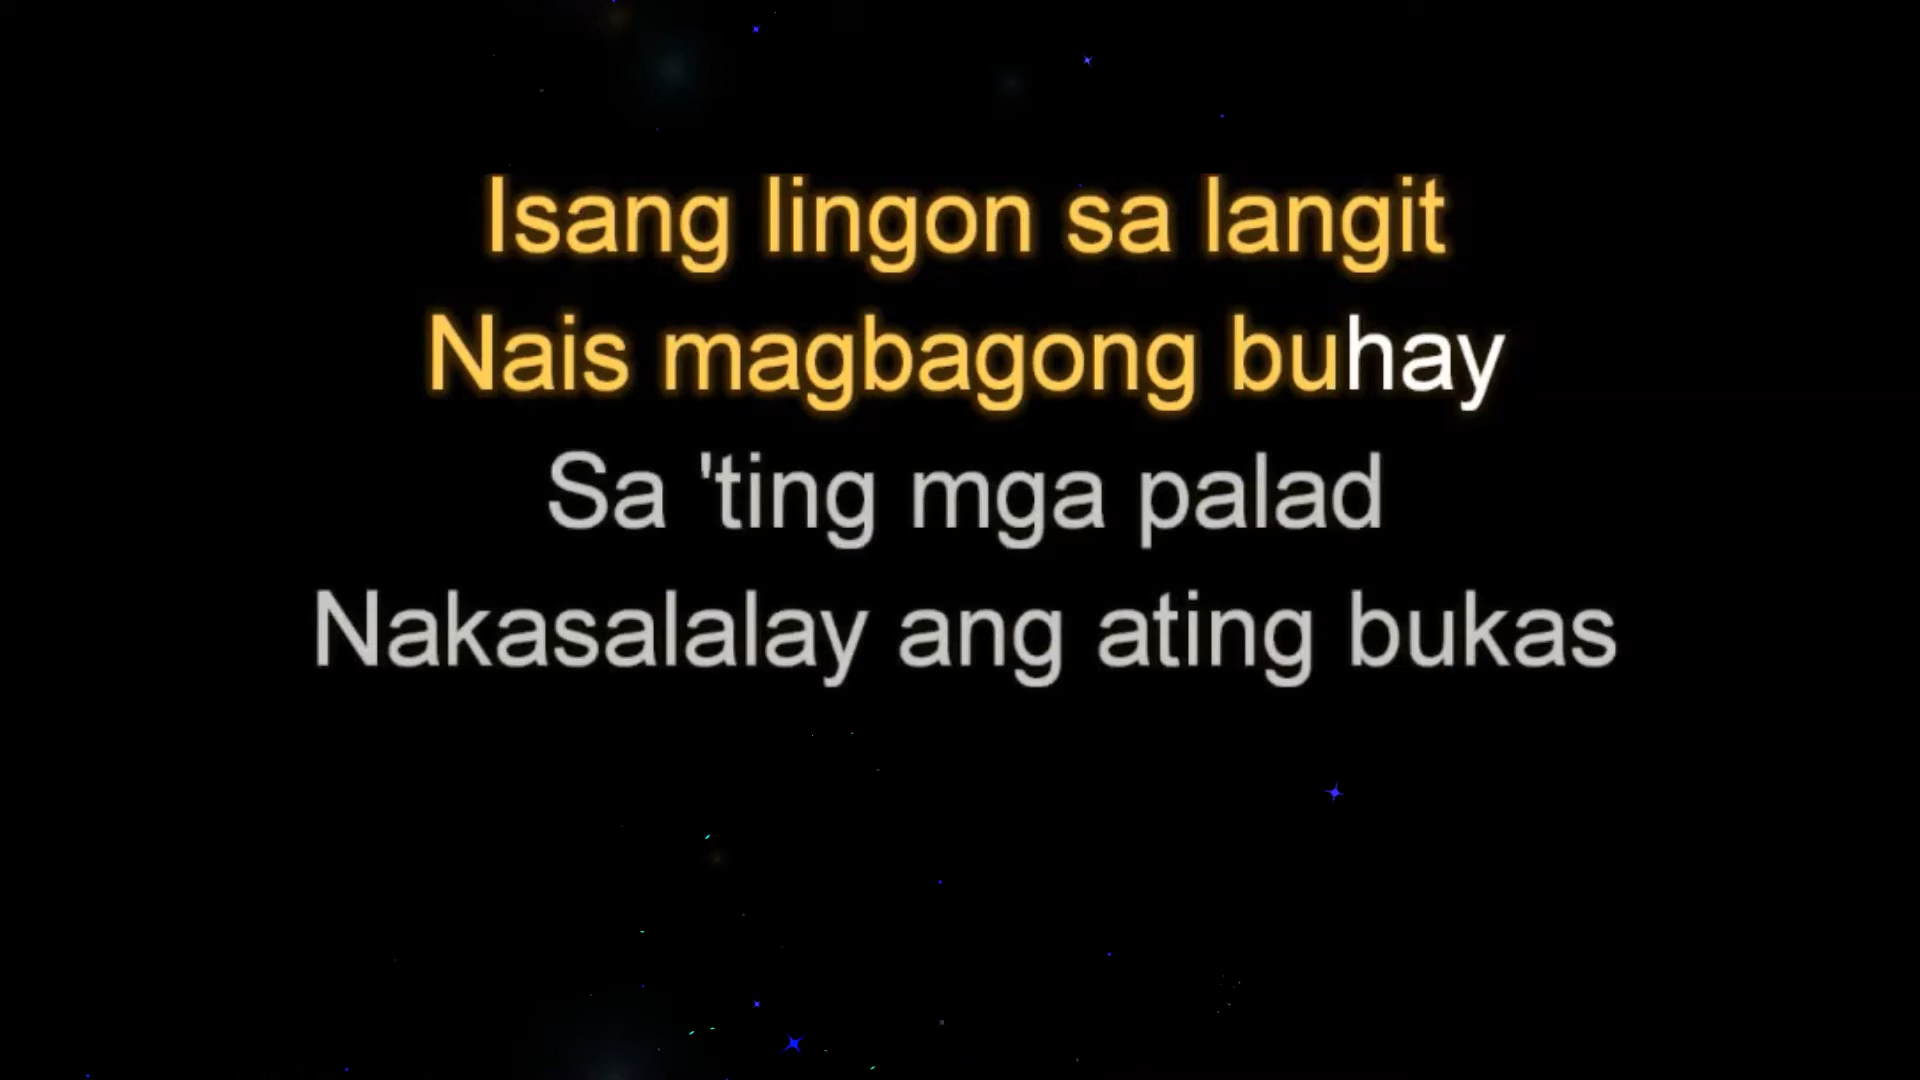 Isang lingon sa langit
Nais magbagong buhay
Sa 'ting mga palad
Nakasalalay ang ating bukas